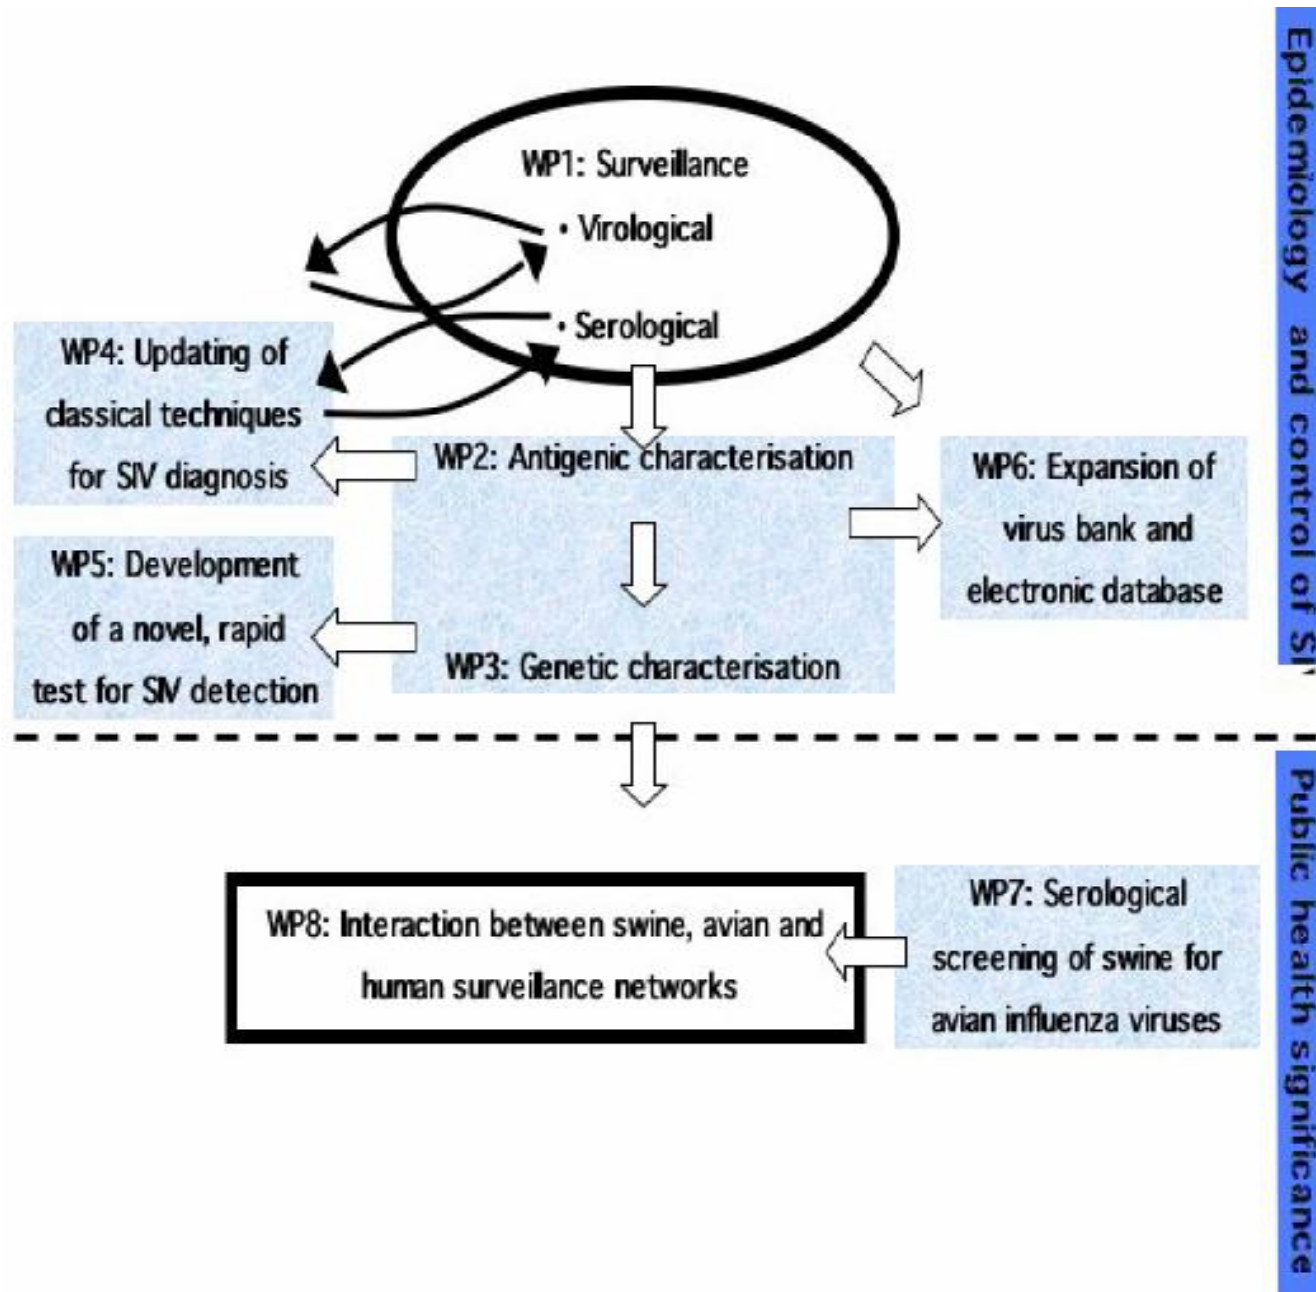 WP1: Surveillance
• Virological
• Serological
WP4: Updating of
classical techniques
for SIV diagnosis
WP2: Antigenic characterisation
WP6: Expansion of
virus bank and
electronic database
WP5: Development
of a novel, rapid
test for SIV detection
WP3: Genetic characterisation
WP8: Interaction between swine, avian and
human surveillance networks
WP7: Serological
screening of swine for
avian influenza viruses
Epidemiology and control of
Public health significance